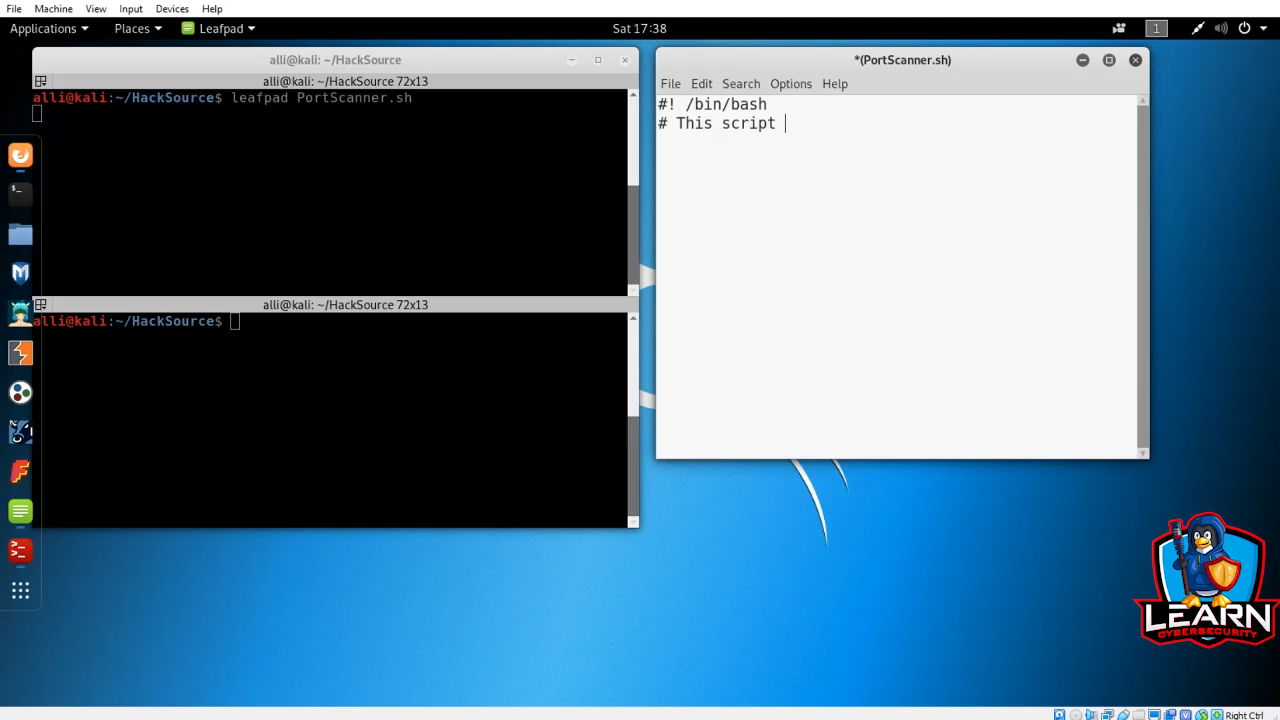 File Machine View Input Devices Help
Applications Places Leafpad Sat 17:38 1
alli@kali: ~/HackSource
alli@kali: ~/HackSource 72x13
alli@kali:~/HackSource$ leafpad PortScanner.sh
alli@kali: ~/HackSource 72x13
alli@kali:~/HackSource$
*(PortScanner.sh)
File Edit Search Options Help
#! /bin/bash
# This script
LEARN
CYBERSECURITY
Right Ctrl